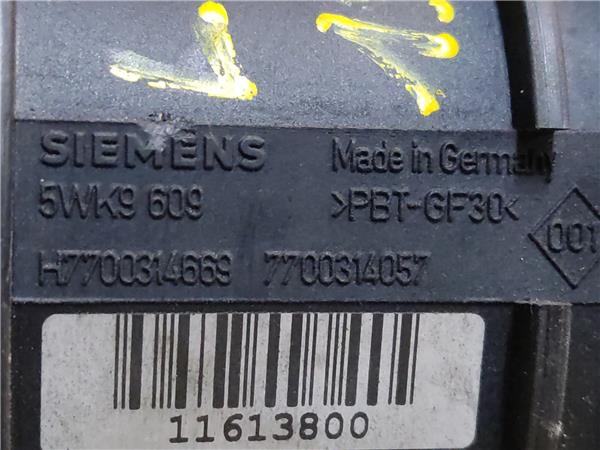 SIEMENS Made in Germany
5WK9 609 >PBT-GF30<
001
H7700314669 7700314057
11613800